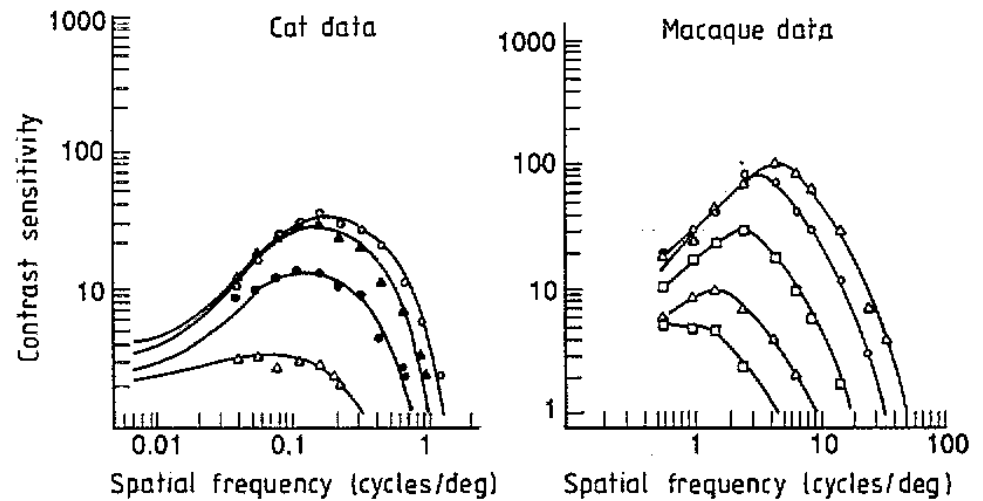 Cat data
Macaque data
Contrast sensitivity
1000
100
10
1000
100
10
1
0.01 0.1 1
1 10 100
Spatial frequency (cycles/deg)
Spatial frequency (cycles/deg)